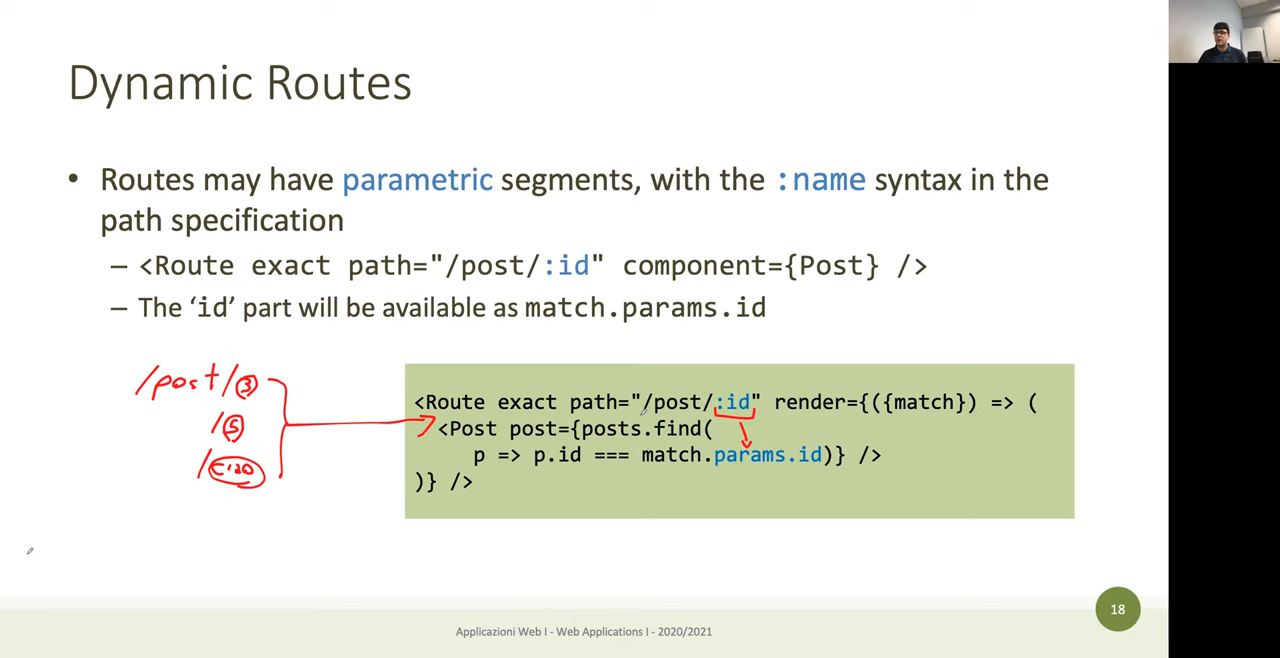 Dynamic Routes
• Routes may have parametric segments, with the :name syntax in the
path specification
– <Route exact path="/post/:id" component={Post} />
– The ‘id’ part will be available as match.params.id
/post/3
/5
/CIAO
<Route exact path="/post/:id" render={({match}) => (
<Post post={posts.find(
p => p.id === match.params.id)} />
)} />
18
Applicazioni Web I - Web Applications I - 2020/2021